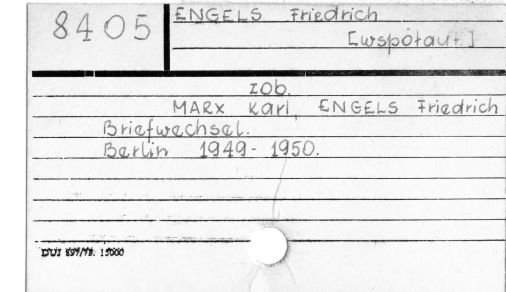 8405
ENGELS Friedrich
[współaut.]
zob.
MARX Karl, ENGELS Friedrich
Briefwechsel.
Berlin 1949-1950.
DUJ 897/78. 15000